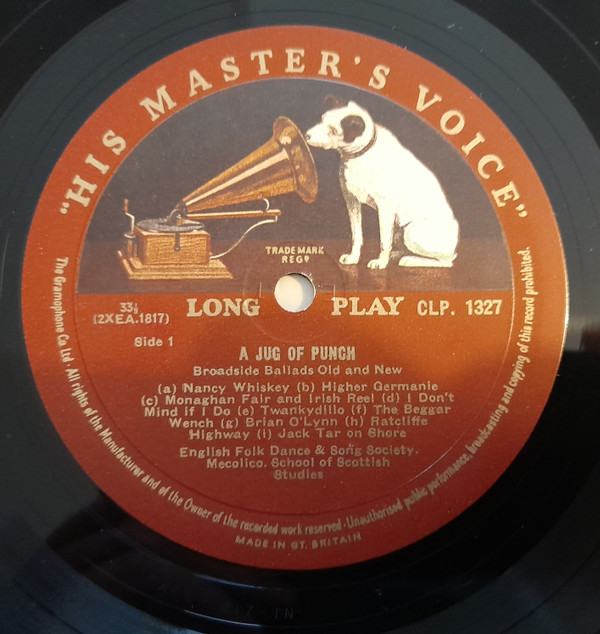 "HIS MASTER'S VOICE"
TRADE MARK
REGD
33⅓
(2XEA.1817)
LONG PLAY CLP. 1327
Side 1
A JUG OF PUNCH
Broadside Ballads Old and New
(a) Nancy Whiskey (b) Higher Germanie
(c) Monaghan Fair and Irish Reel (d) I Don't
Mind if I Do (e) Twankydillo (f) The Beggar
Wench (g) Brian O'Lynn (h) Ratcliffe
Highway (i) Jack Tar on Shore
English Folk Dance & Song Society.
Mecolico. School of Scottish
Studies
The Gramophone Co. Ltd · All rights of the Manufacturer and of the Owner of the recorded work reserved · Unauthorised public performance, broadcasting and copying of this record prohibited.
MADE IN GT. BRITAIN